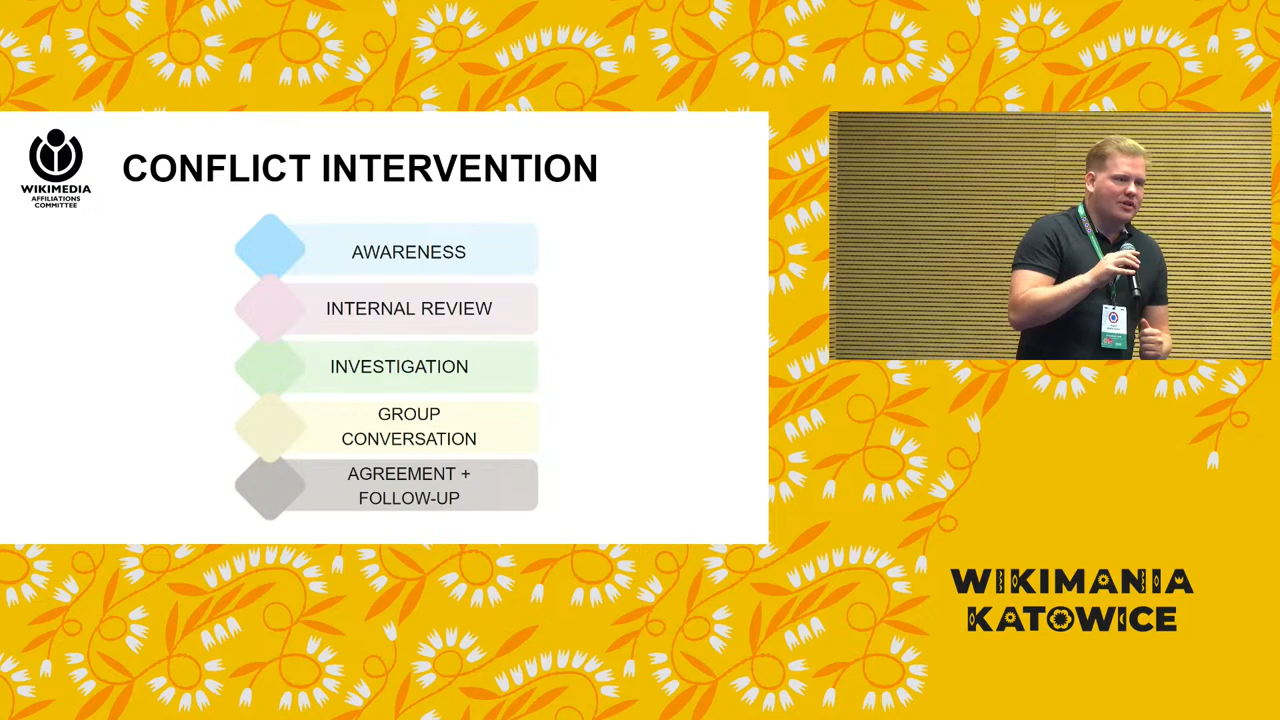 WIKIMEDIA
AFFILIATIONS
COMMITTEE
CONFLICT INTERVENTION
AWARENESS
INTERNAL REVIEW
INVESTIGATION
GROUP
CONVERSATION
AGREEMENT +
FOLLOW-UP
WIKIMANIA
KATOWICE